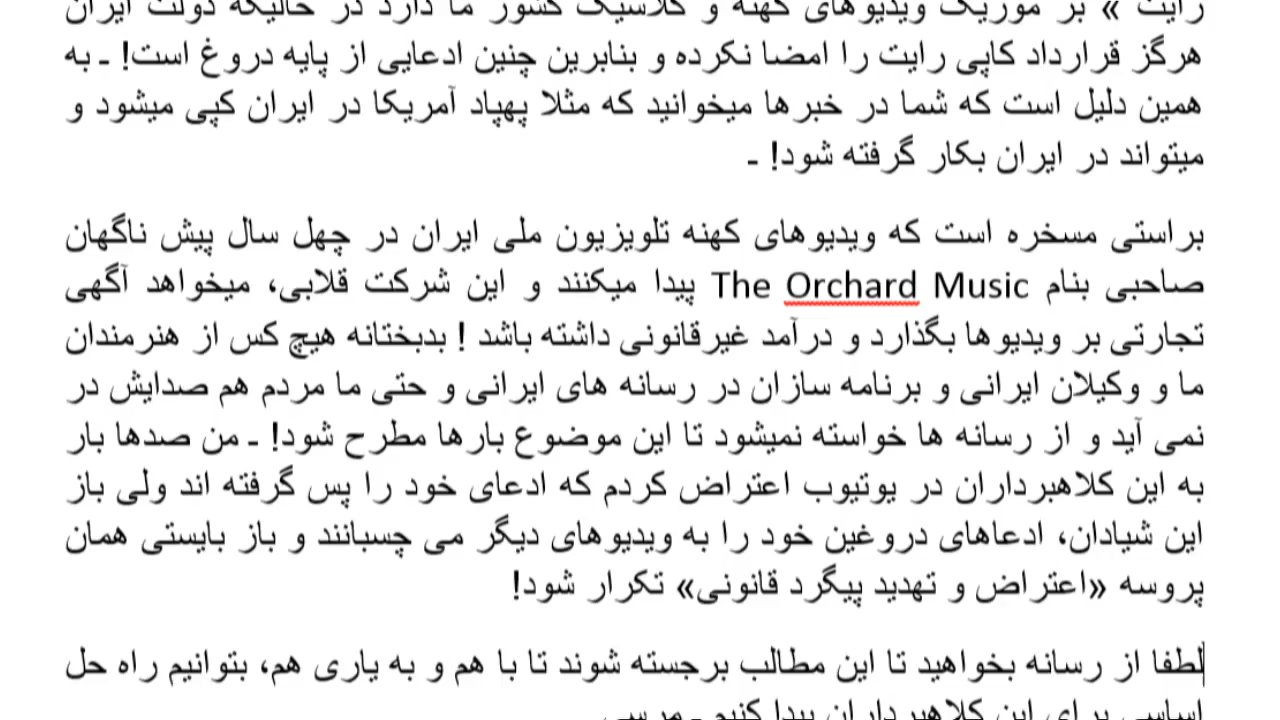 رایت » بر موزیک ویدیوهای کهنه و کلاسیک کشور ما دارد در حالیکه دولت ایران
هرگز قرارداد کاپی رایت را امضا نکرده و بنابرین چنین ادعایی از پایه دروغ است! ـ به
همین دلیل است که شما در خبرها میخوانید که مثلا پهپاد آمریکا در ایران کپی میشود و
میتواند در ایران بکار گرفته شود! ـ
براستی مسخره است که ویدیوهای کهنه تلویزیون ملی ایران در چهل سال پیش ناگهان
صاحبی بنام The Orchard Music پیدا میکنند و این شرکت قلابی، میخواهد آگهی
تجارتی بر ویدیوها بگذارد و درآمد غیرقانونی داشته باشد ! بدبختانه هیچ کس از هنرمندان
ما و وکیلان ایرانی و برنامه سازان در رسانه های ایرانی و حتی ما مردم هم صدایش در
نمی آید و از رسانه ها خواسته نمیشود تا این موضوع بارها مطرح شود! ـ من صدها بار
به این کلاهبرداران در یوتیوب اعتراض کردم که ادعای خود را پس گرفته اند ولی باز
این شیادان، ادعاهای دروغین خود را به ویدیوهای دیگر می چسبانند و باز بایستی همان
پروسه «اعتراض و تهدید پیگرد قانونی» تکرار شود!
لطفا از رسانه بخواهید تا این مطالب برجسته شوند تا با هم و به یاری هم، بتوانیم راه حل
اساسی برای این کلاهبرداران پیدا کنیم ـ مرسی